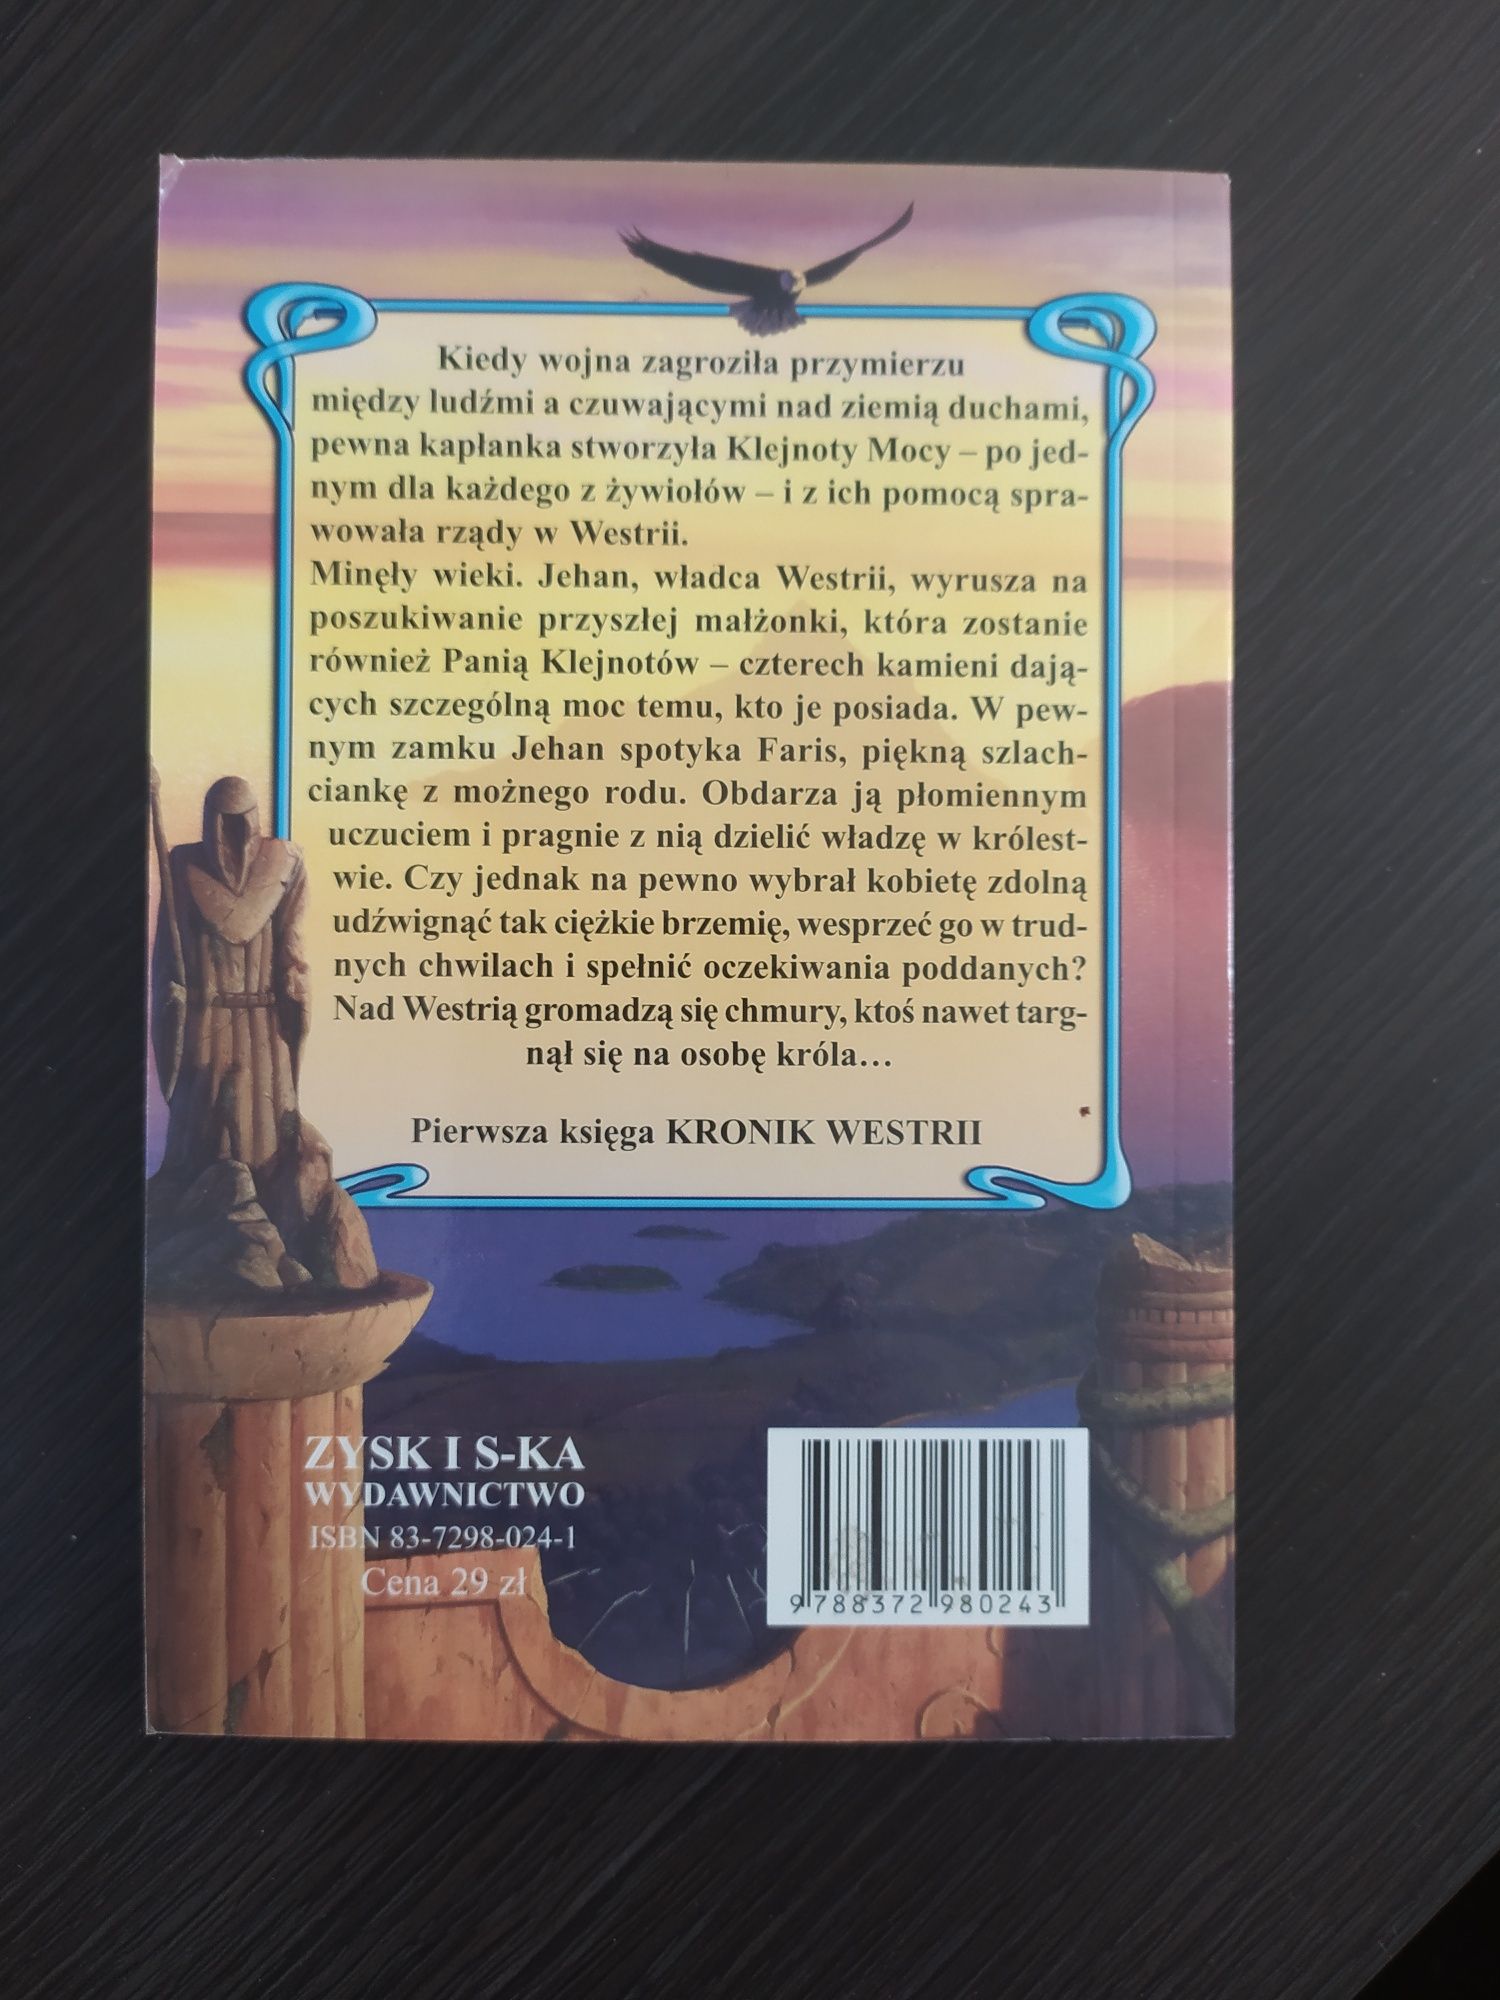 Kiedy wojna zagroziła przymierzu
między ludźmi a czuwającymi nad ziemią duchami,
pewna kapłanka stworzyła Klejnoty Mocy – po jed-
nym dla każdego z żywiołów – i z ich pomocą spra-
wowała rządy w Westrii.
Minęły wieki. Jehan, władca Westrii, wyrusza na
poszukiwanie przyszłej małżonki, która zostanie
również Panią Klejnotów – czterech kamieni dają-
cych szczególną moc temu, kto je posiada. W pew-
nym zamku Jehan spotyka Faris, piękną szlach-
ciankę z możnego rodu. Obdarza ją płomiennym
uczuciem i pragnie z nią dzielić władzę w królest-
wie. Czy jednak na pewno wybrał kobietę zdolną
udźwignąć tak ciężkie brzemię, wesprzeć go w trud-
nych chwilach i spełnić oczekiwania poddanych?
Nad Westrią gromadzą się chmury, ktoś nawet targ-
nął się na osobę króla...
Pierwsza księga KRONIK WESTRII
ZYSK I S-KA
WYDAWNICTWO
ISBN 83-7298-024-1
Cena 29 zł
9 788372 980243